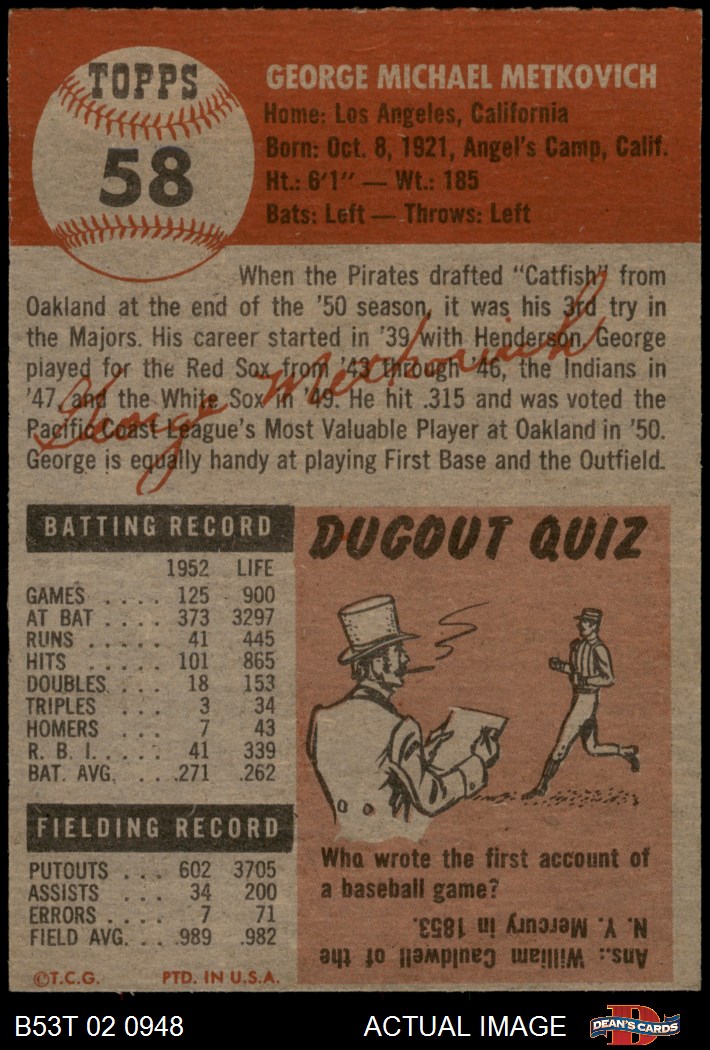 TOPPS
58
GEORGE MICHAEL METKOVICH
Home: Los Angeles, California
Born: Oct. 8, 1921, Angel's Camp, Calif.
Ht.: 6'1" — Wt.: 185
Bats: Left — Throws: Left
When the Pirates drafted "Catfish" from
Oakland at the end of the '50 season, it was his 3rd try in
the Majors. His career started in '39 with Henderson. George
played for the Red Sox from '43 through '46, the Indians in
'47, and the White Sox in '49. He hit .315 and was voted the
Pacific Coast League's Most Valuable Player at Oakland in '50.
George is equally handy at playing First Base and the Outfield.
George Metkovich
BATTING RECORD
1952 LIFE
GAMES .... 125 900
AT BAT .... 373 3297
RUNS ..... 41 445
HITS ..... 101 865
DOUBLES. ... 18 153
TRIPLES ... 3 34
HOMERS ... 7 43
R. B. I. .... 41 339
BAT. AVG. ... .271 .262
FIELDING RECORD
PUTOUTS ... 602 3705
ASSISTS ... 34 200
ERRORS .... 7 71
FIELD AVG. .. .989 .982
©T.C.G. PTD. IN U.S.A.
DUGOUT QUIZ
Who wrote the first account of
a baseball game?
Ans.: William Cauldwell of the
N. Y. Mercury in 1853.
B53T 02 0948
ACTUAL IMAGE
D
DEAN'S CARDS